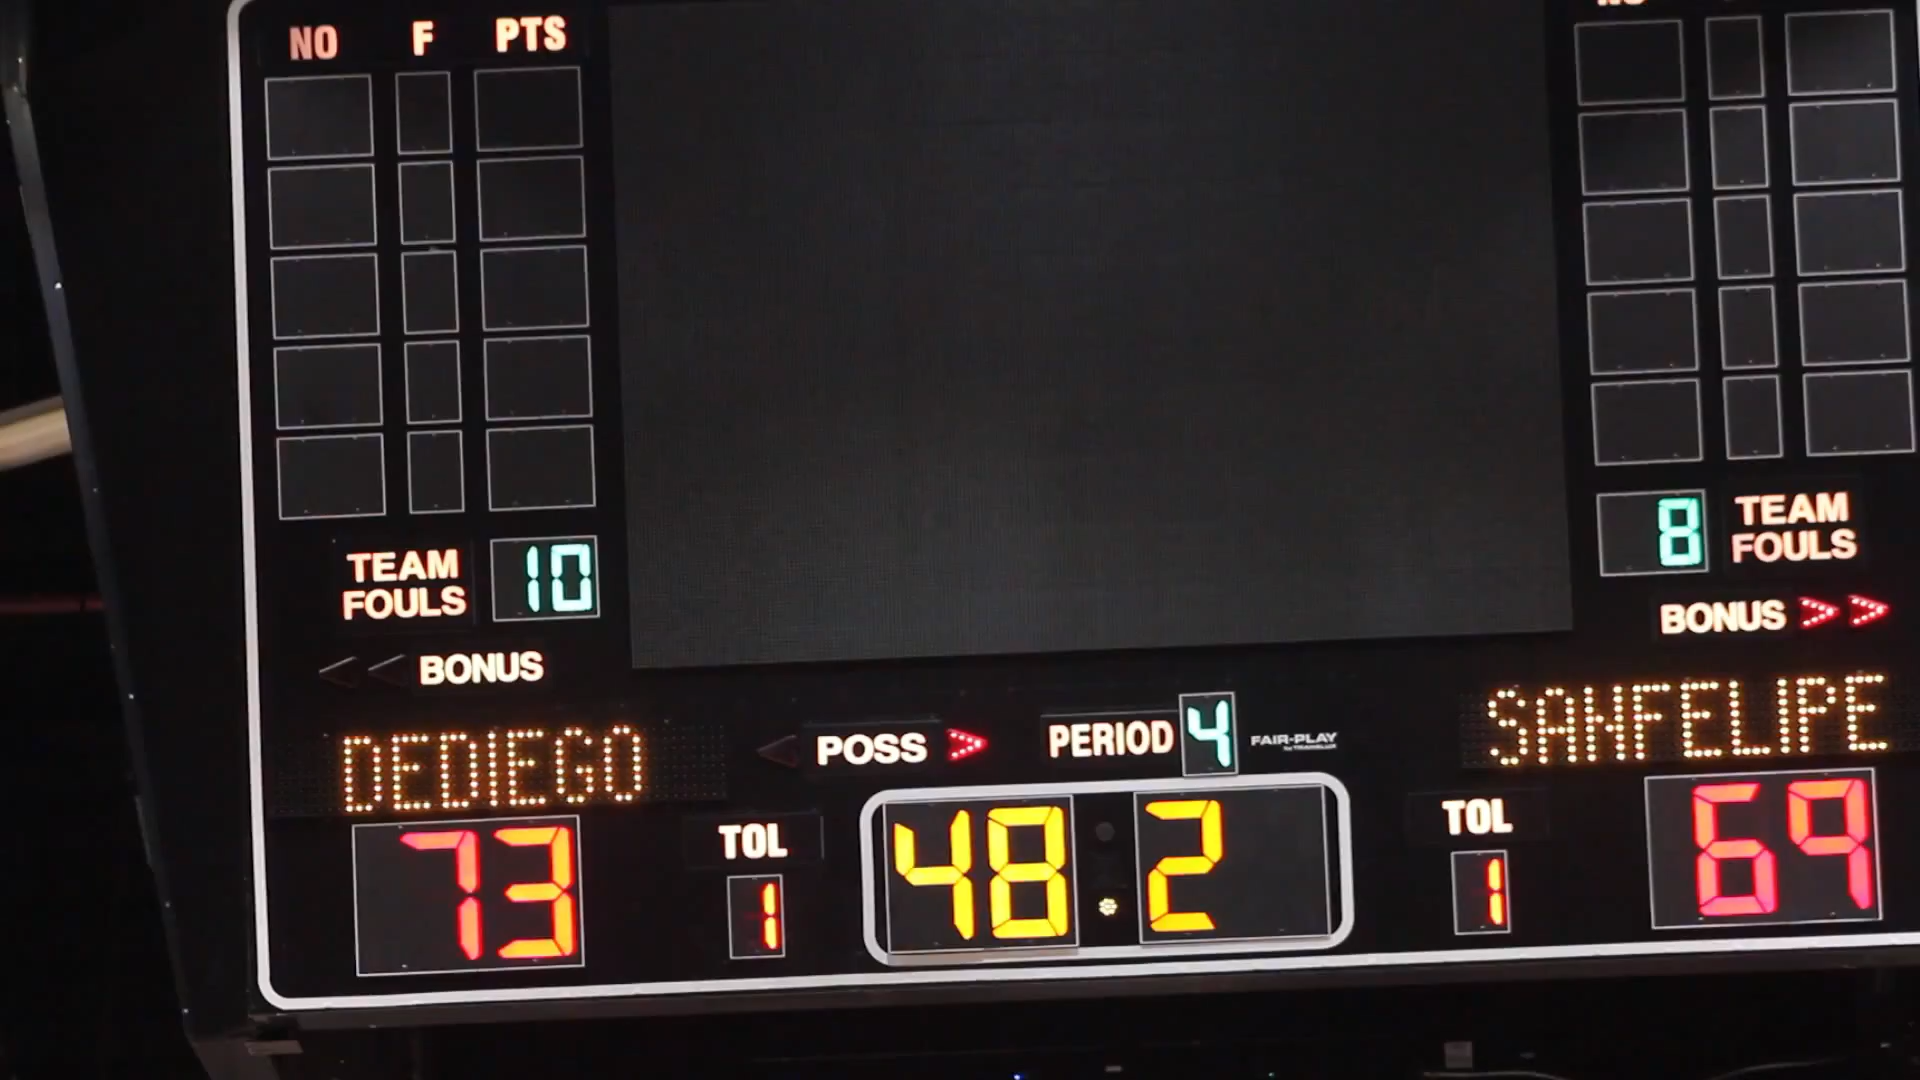 NO F PTS
TEAM FOULS 10
8 TEAM FOULS
BONUS
BONUS
DEDIEGO
POSS
PERIOD 4
FAIR-PLAY
SANFELIPE
73
TOL
1
48.2
TOL
1
69